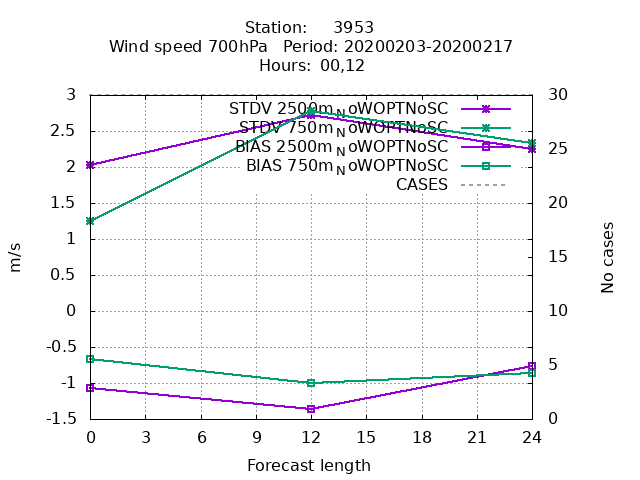 Station: 3953
Wind speed 700hPa Period: 20200203-20200217
Hours: 00,12
STDV 2500m_NoWOPTNoSC
STDV 750m_NoWOPTNoSC
BIAS 2500m_NoWOPTNoSC
BIAS 750m_NoWOPTNoSC
CASES
3
2.5
2
1.5
1
0.5
0
-0.5
-1
-1.5
m/s
30
25
20
15
10
5
0
No cases
0 3 6 9 12 15 18 21 24
Forecast length